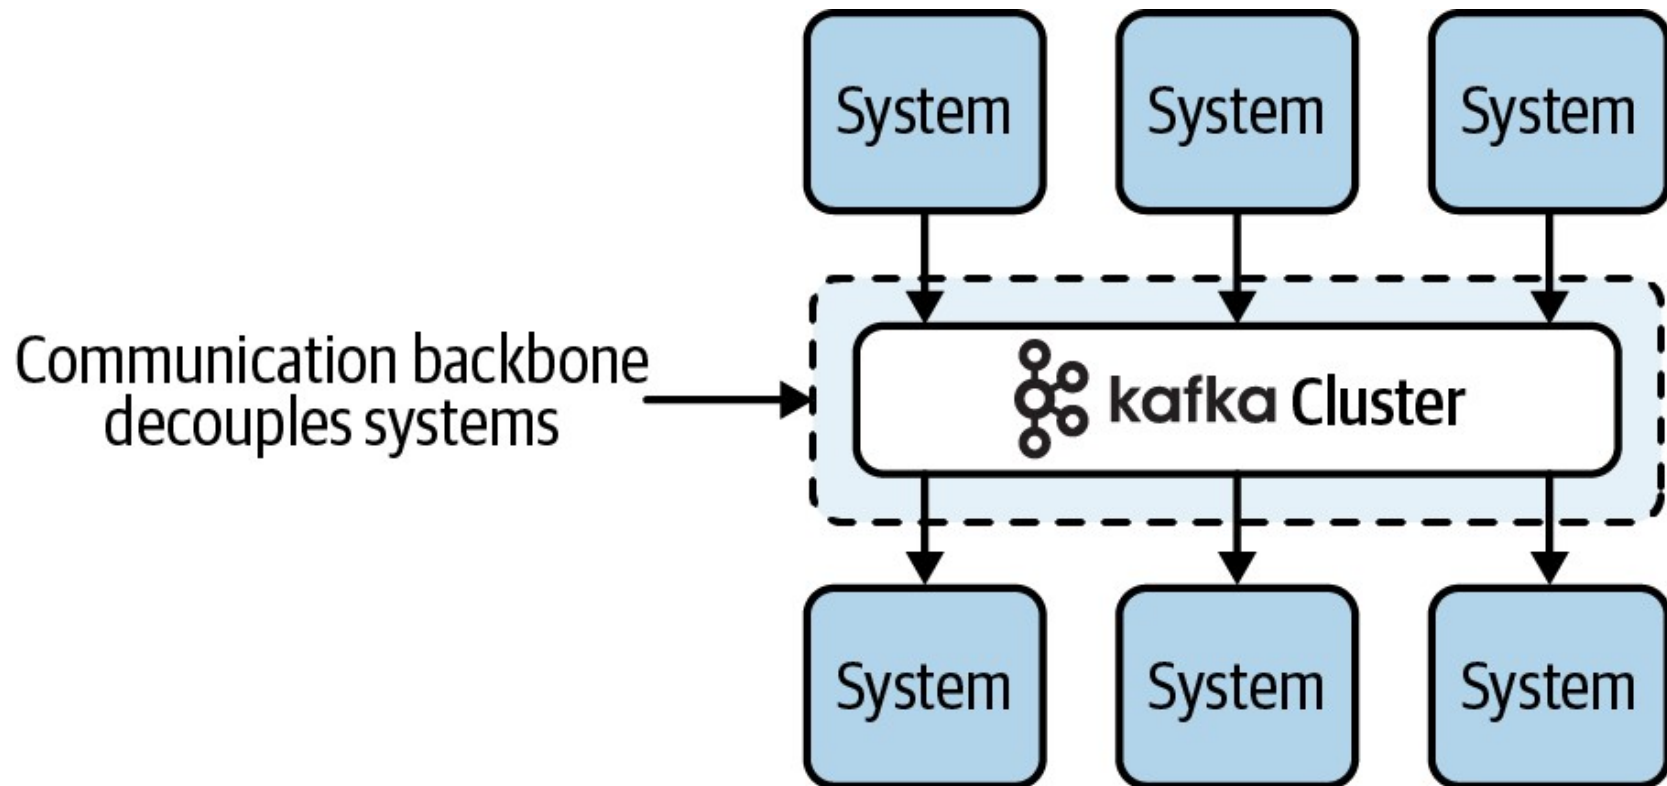 System
System
System
Communication backbone
decouples systems
kafka Cluster
System
System
System